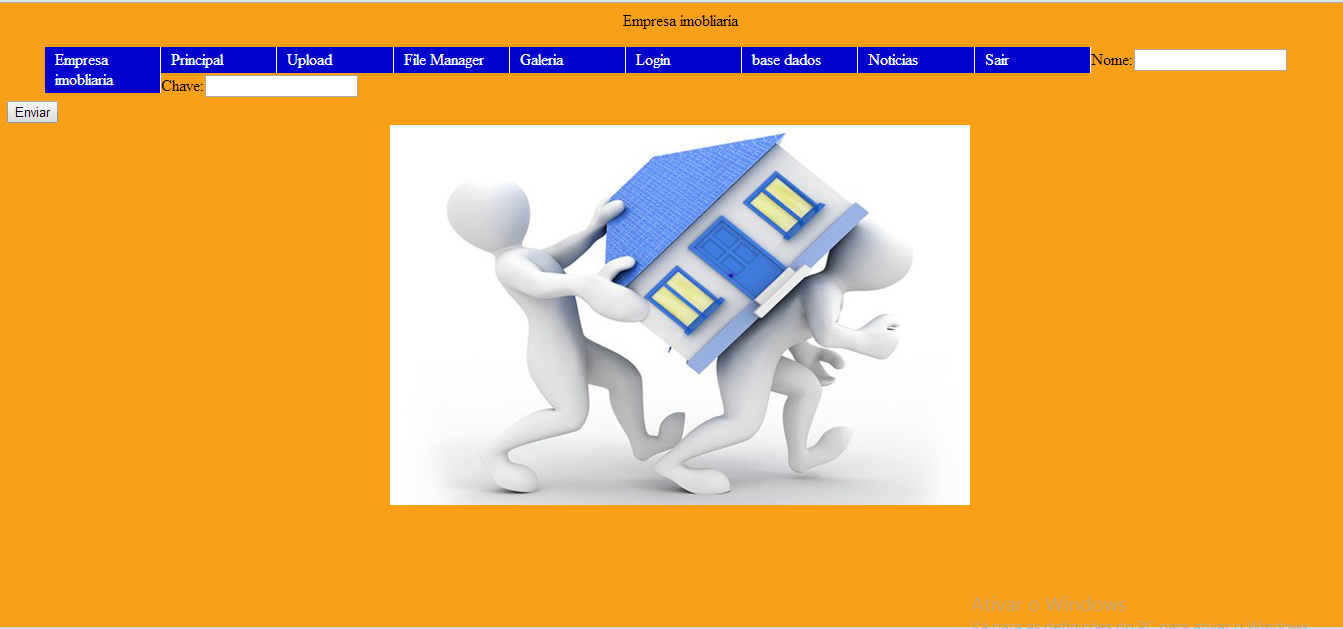 Empresa imobliaria
Empresa imobliaria Principal Upload File Manager Galeria Login base dados Noticias Sair Nome:
Chave:
Enviar
Ativar o Windows